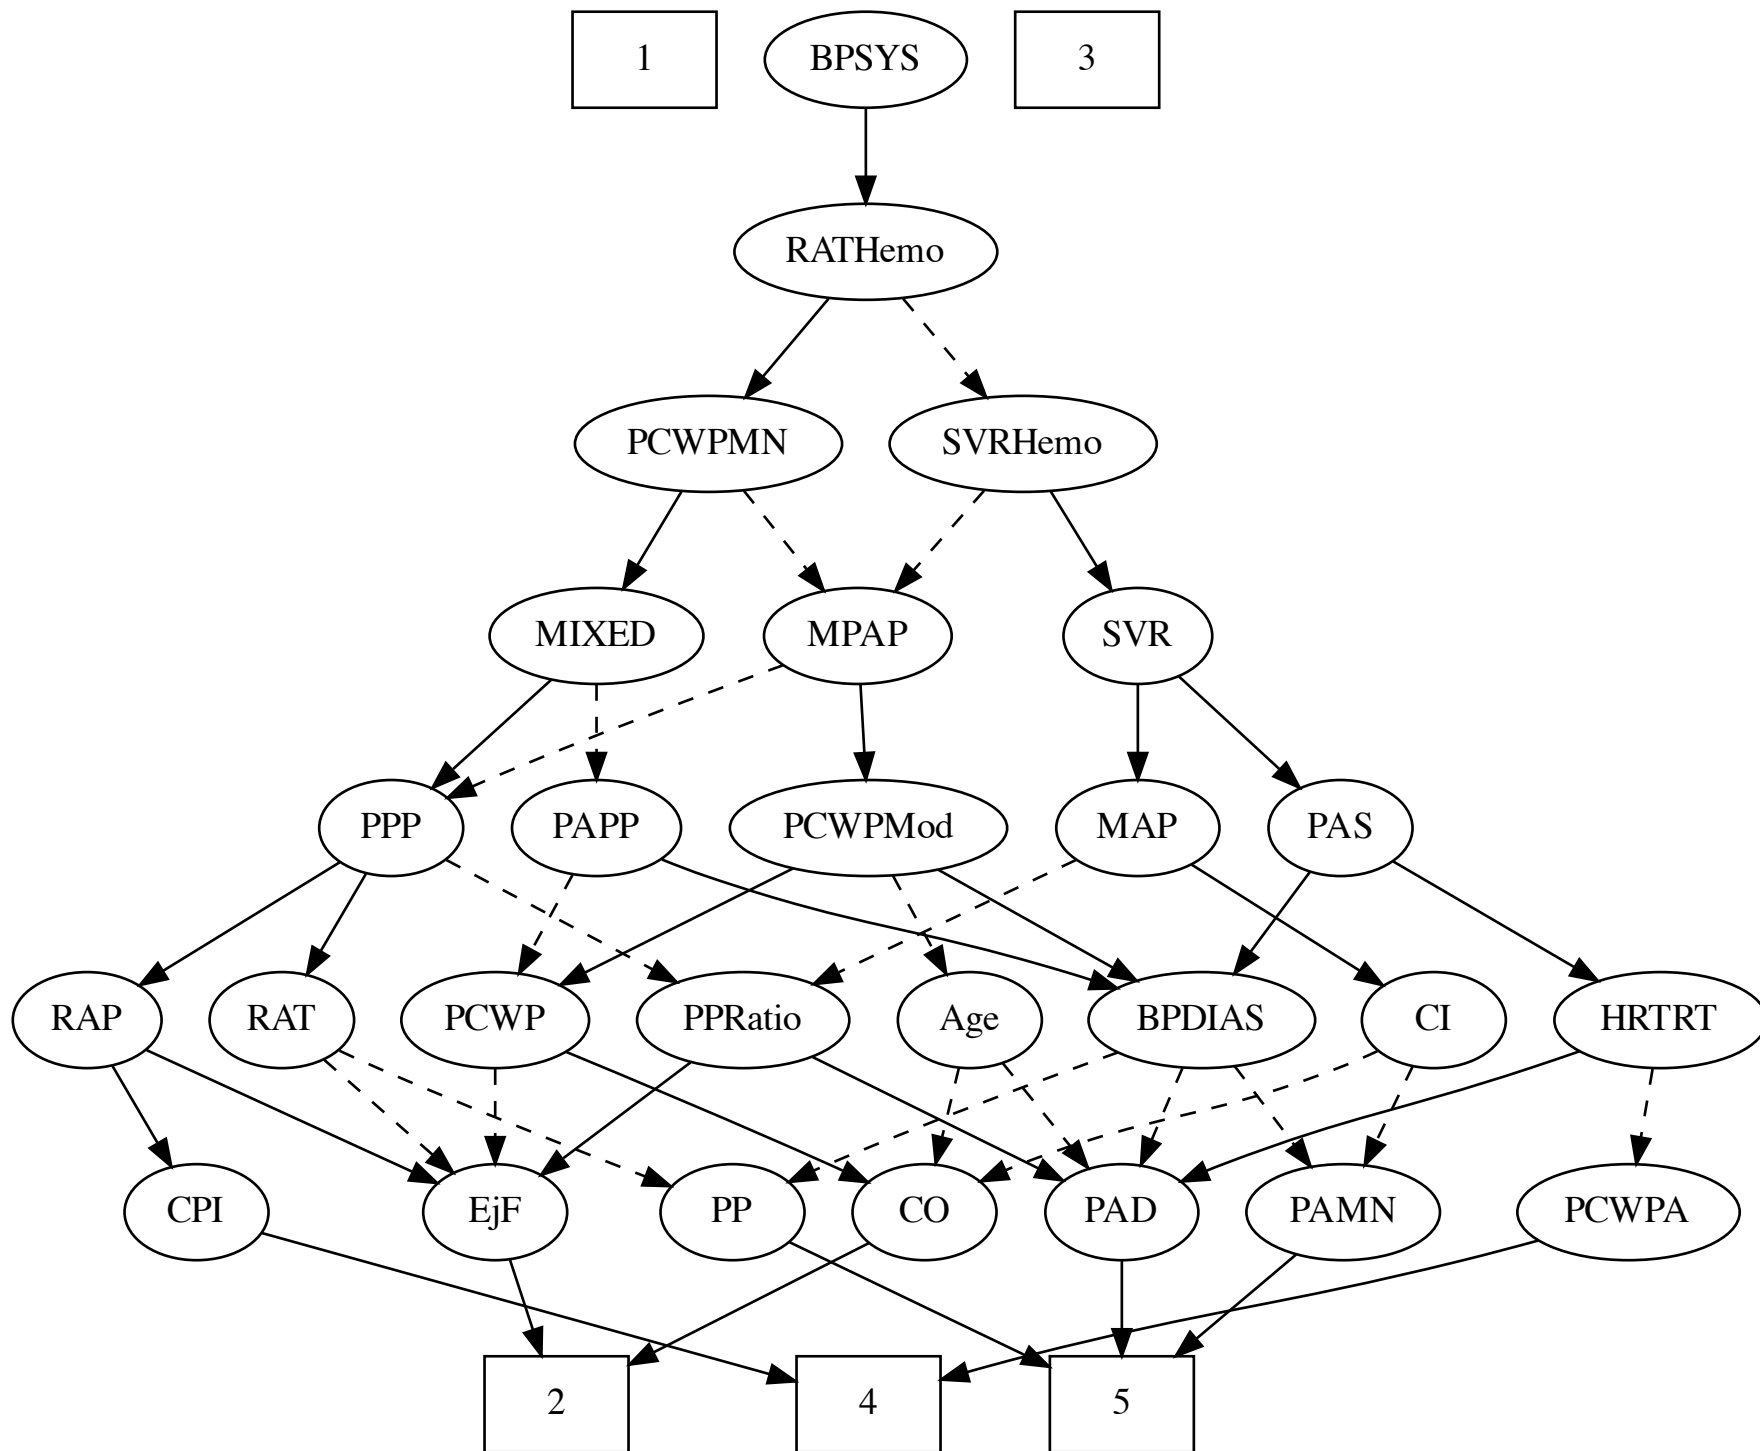 1 BPSYS 3
RATHemo
PCWPMN SVRHemo
MIXED MPAP SVR
PPP PAPP PCWPMod MAP PAS
RAP RAT PCWP PPRatio Age BPDIAS CI HRTRT
CPI EjF PP CO PAD PAMN PCWPA
2 4 5